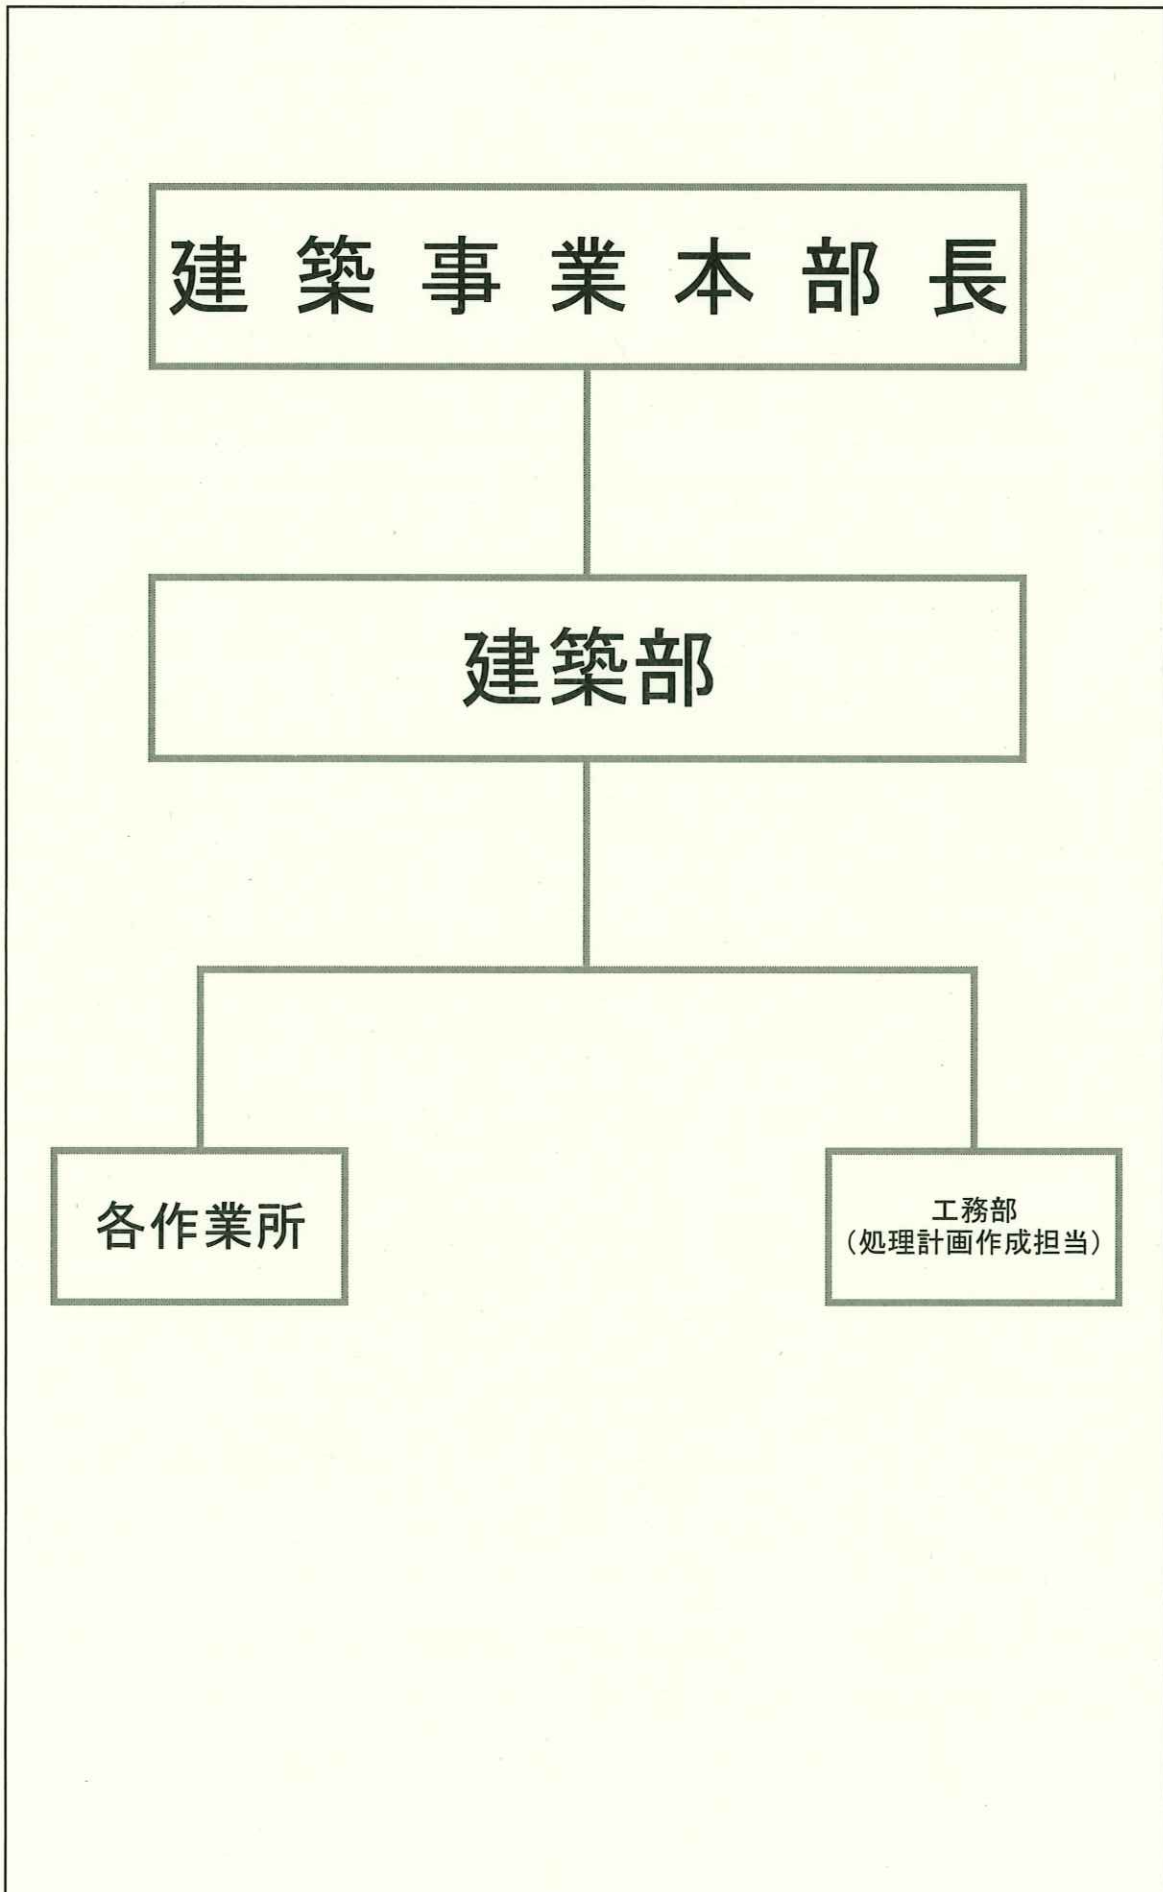 建築事業本部長
建築部
各作業所
工務部
（処理計画作成担当）